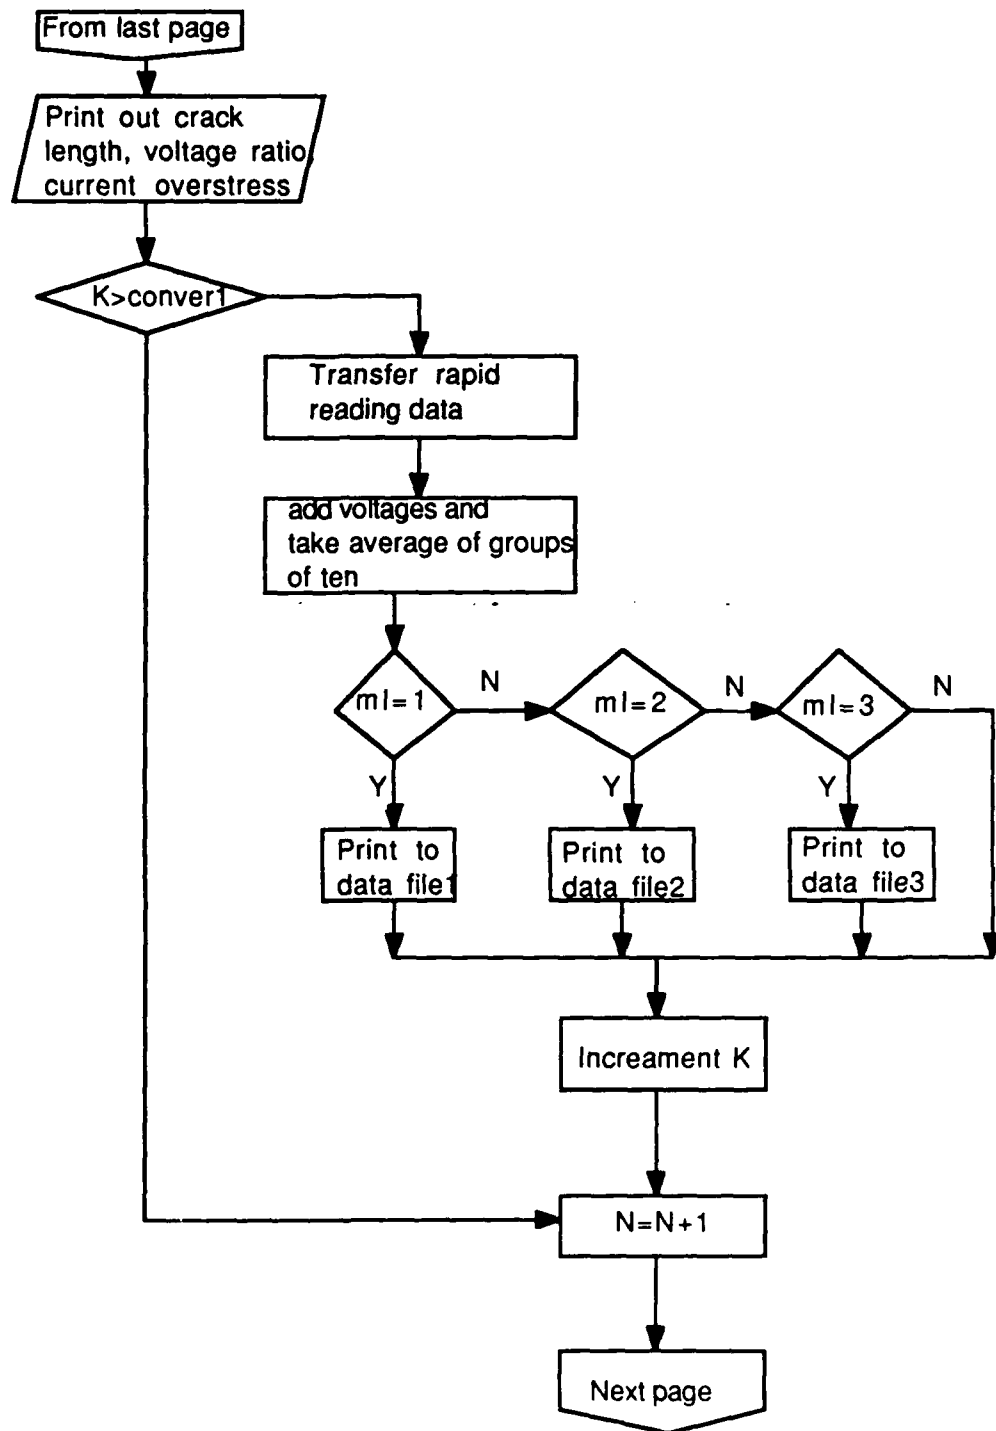 From last page
Print out crack
length, voltage ratio,
current overstress
K>conver1
Transfer rapid
reading data
add voltages and
take average of groups
of ten
ml=1
N
ml=2
N
ml=3
N
Y
Y
Y
Print to
data file1
Print to
data file2
Print to
data file3
Increament K
N=N+1
Next page